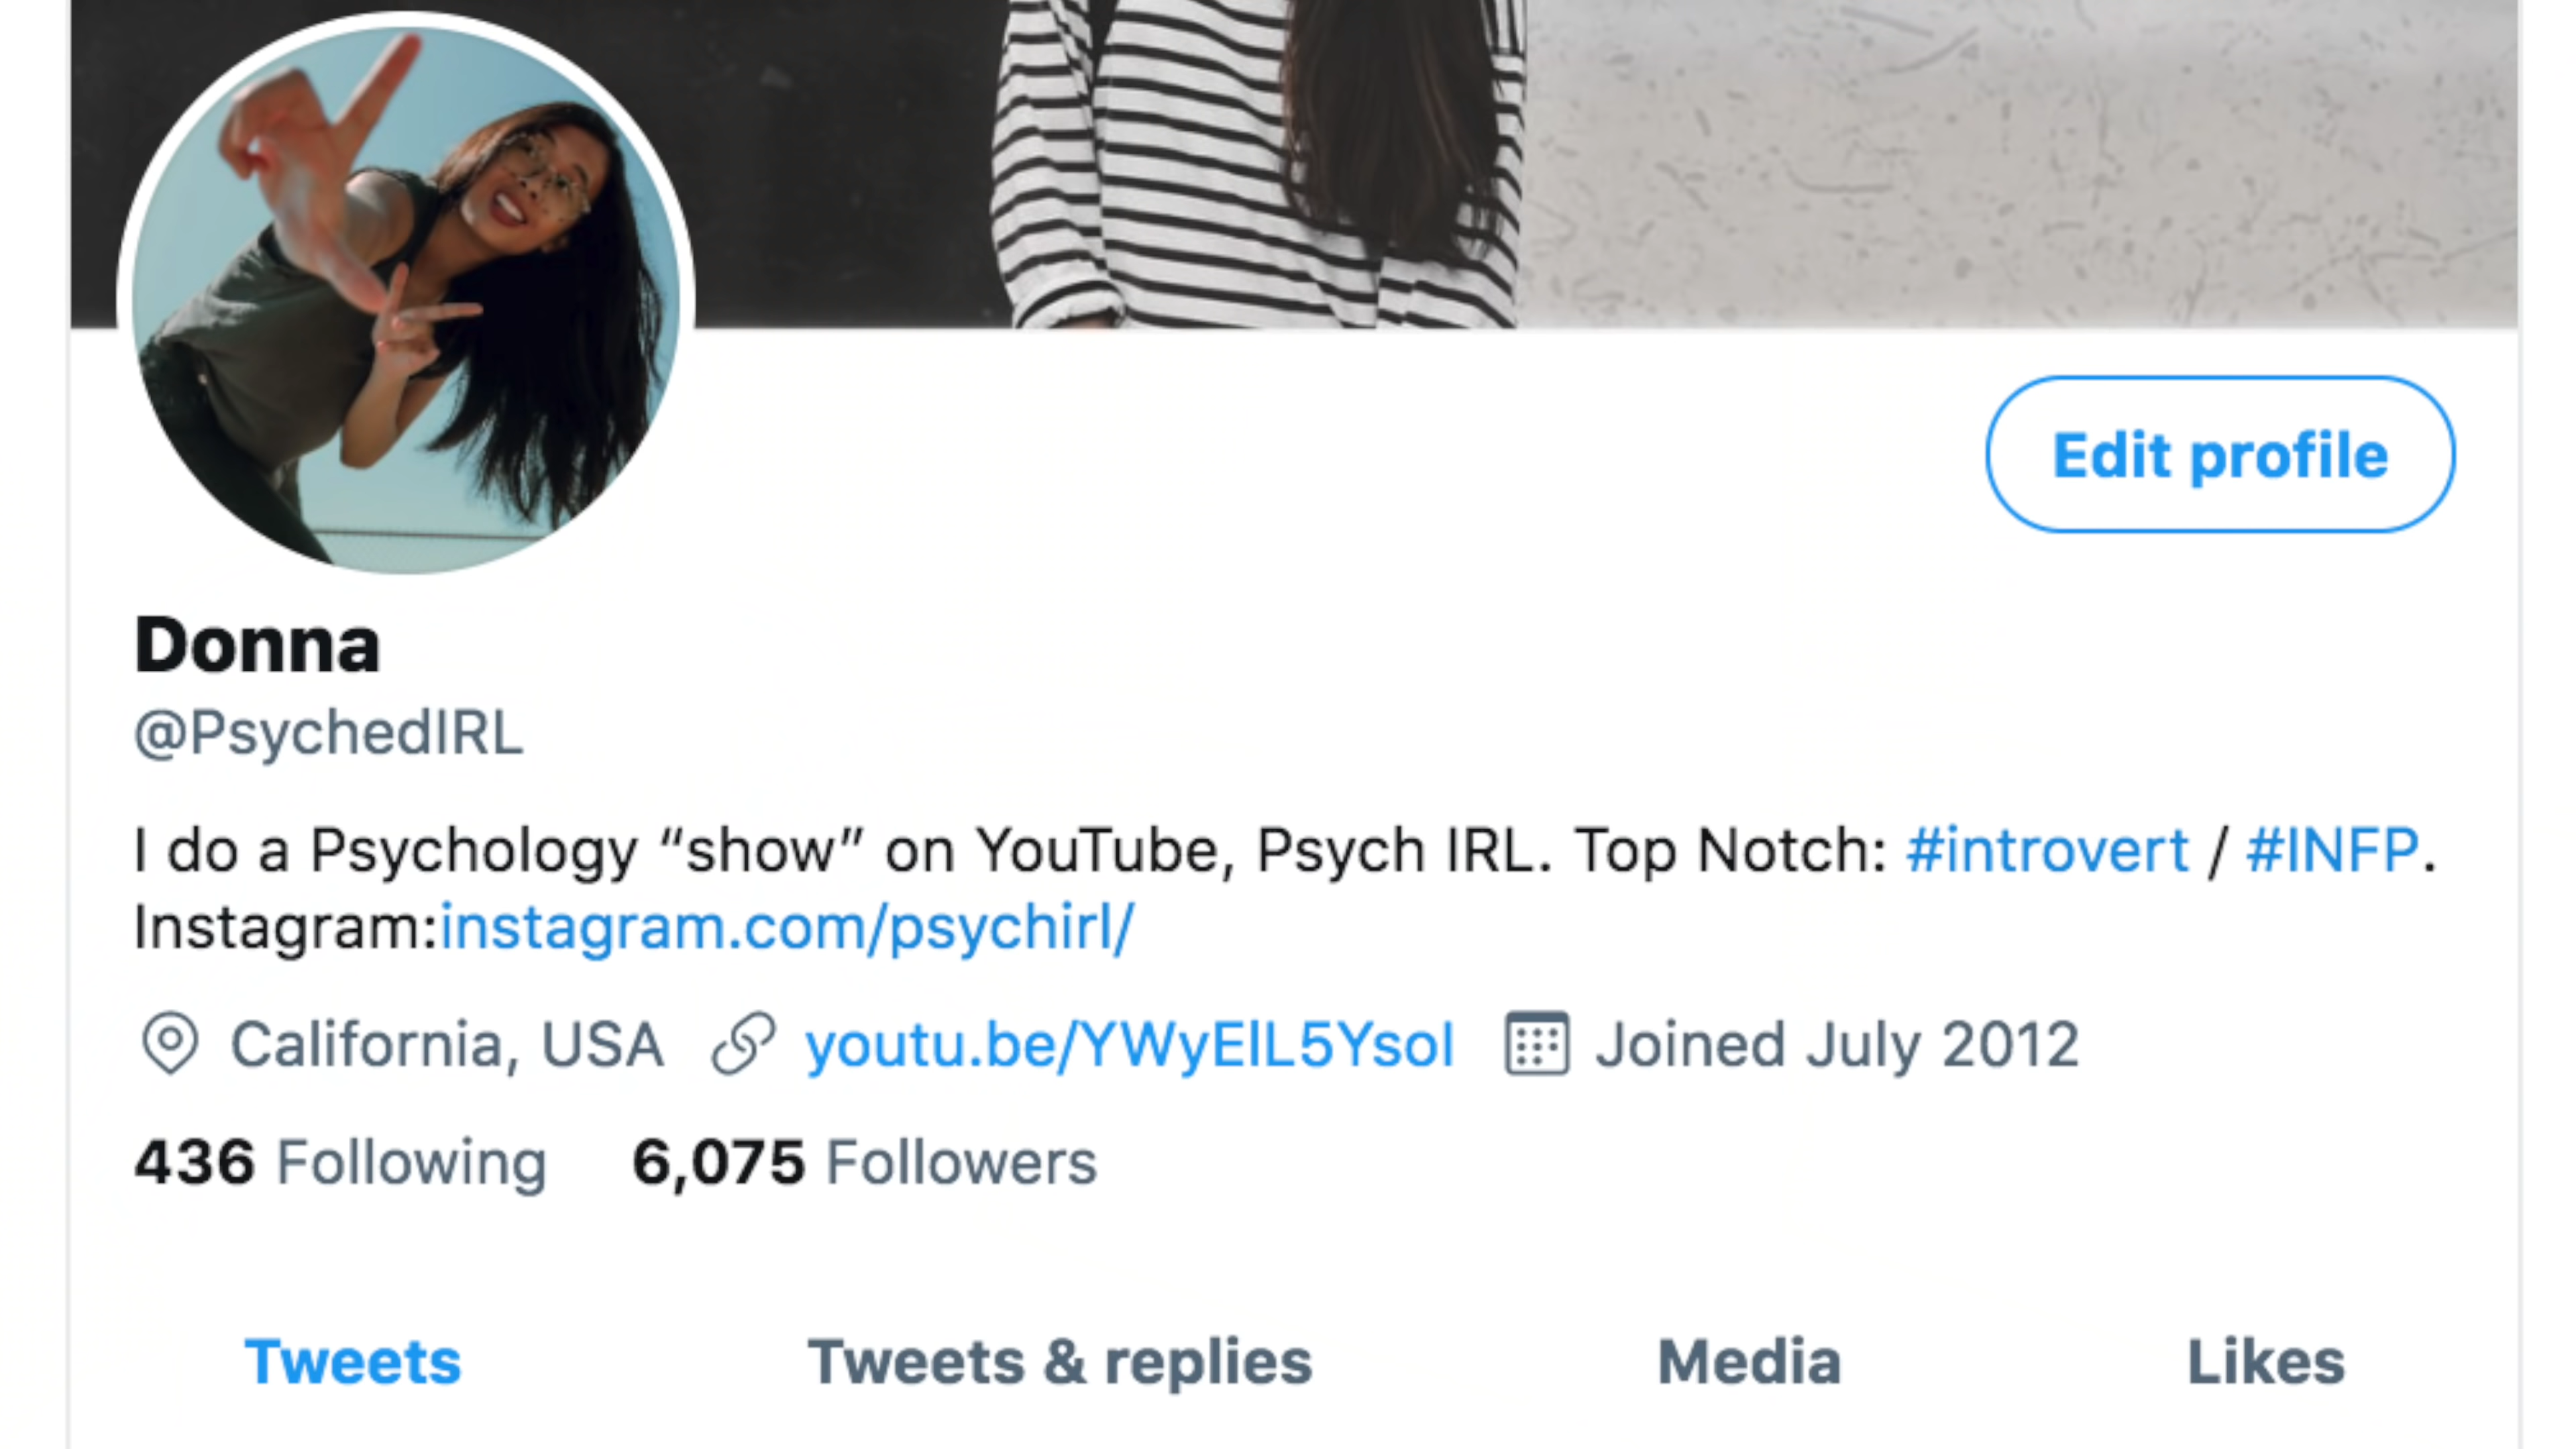 Edit profile
Donna
@PsychedIRL
I do a Psychology “show” on YouTube, Psych IRL. Top Notch: #introvert / #INFP.
Instagram:instagram.com/psychirl/
California, USA youtu.be/YWyElL5YsoI Joined July 2012
436 Following 6,075 Followers
Tweets Tweets & replies Media Likes